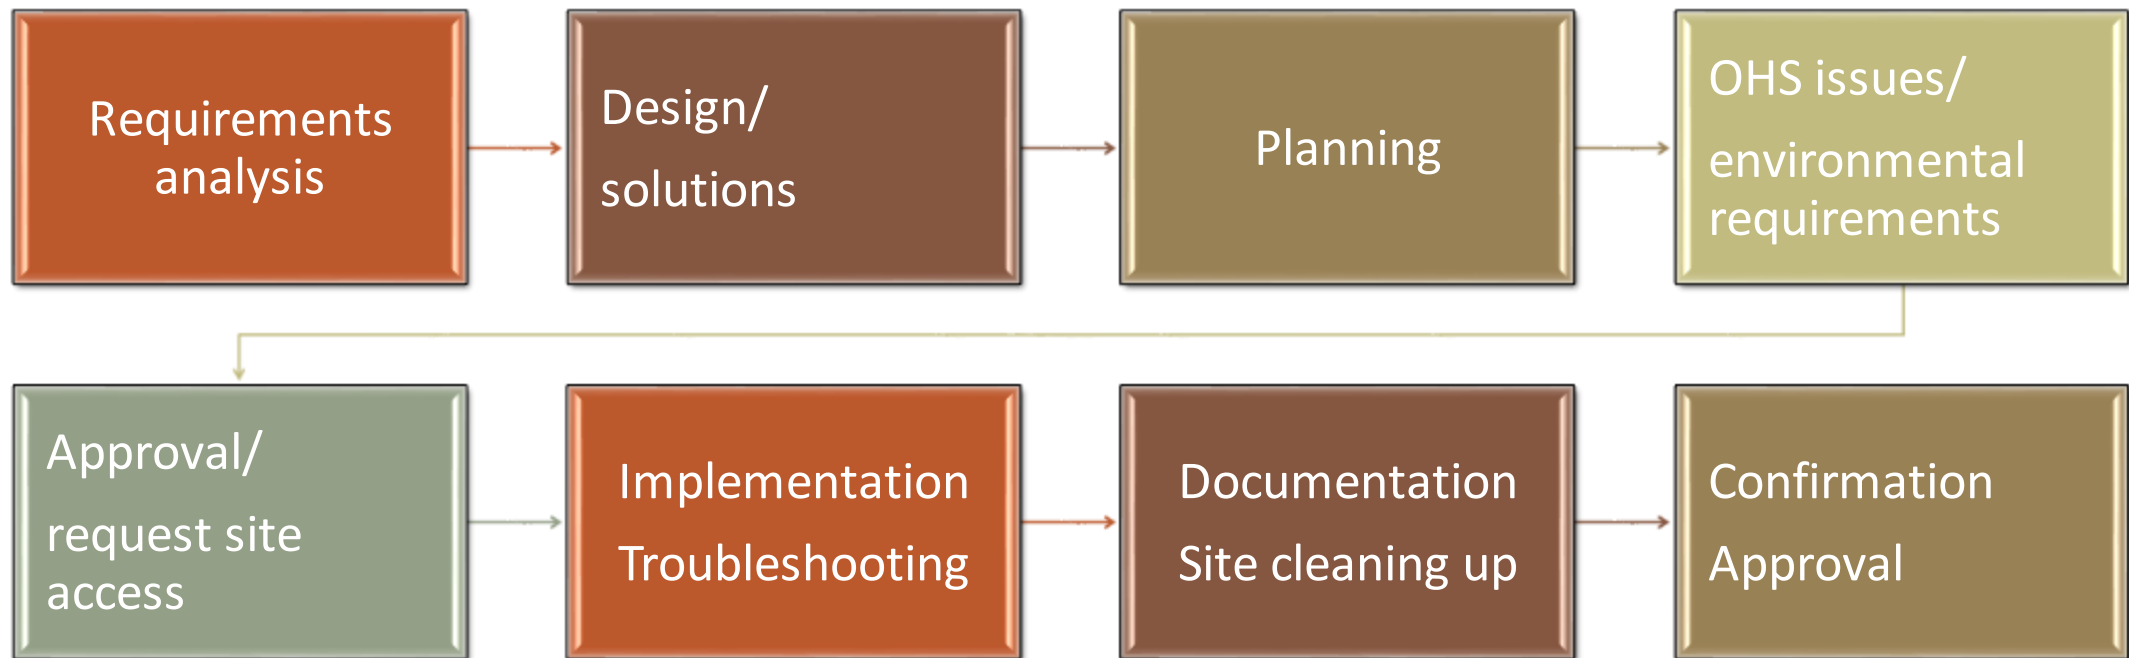 Requirements
analysis
Design/
solutions
Planning
OHS issues/
environmental
requirements
Approval/
request site
access
Implementation
Troubleshooting
Documentation
Site cleaning up
Confirmation
Approval